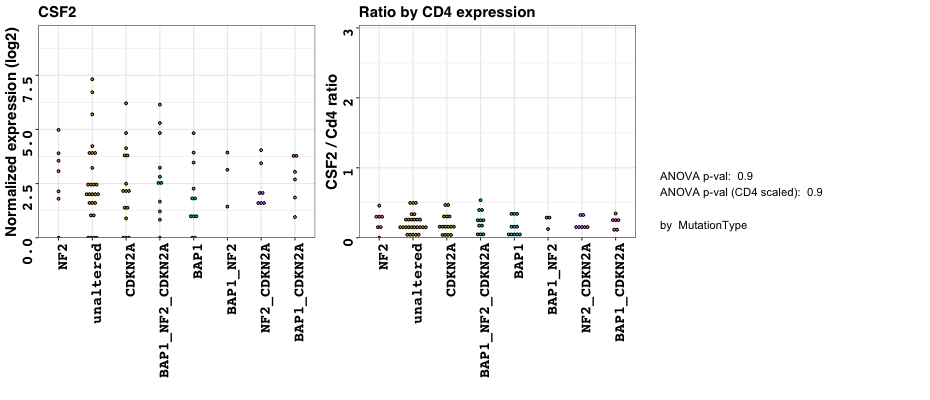 CSF2
Normalized expression (log2)
7.5
5.0
2.5
0.0
NF2
unaltered
CDKN2A
BAP1_NF2_CDKN2A
BAP1
BAP1_NF2
NF2_CDKN2A
BAP1_CDKN2A
Ratio by CD4 expression
CSF2 / Cd4 ratio
3
2
1
0
NF2
unaltered
CDKN2A
BAP1_NF2_CDKN2A
BAP1
BAP1_NF2
NF2_CDKN2A
BAP1_CDKN2A
ANOVA p-val: 0.9
ANOVA p-val (CD4 scaled): 0.9
by MutationType